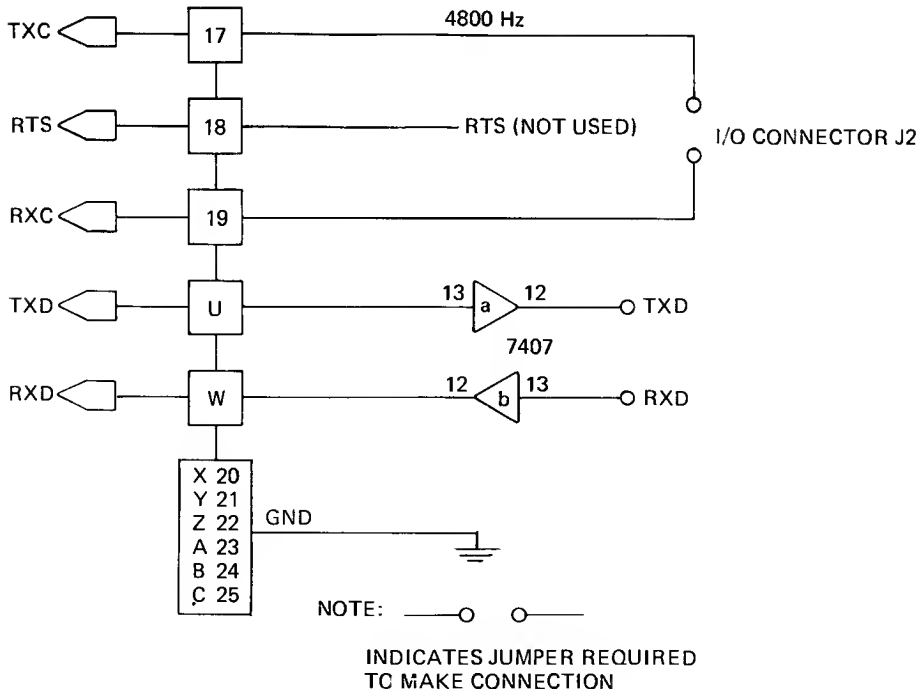 TXC 17 4800 Hz
RTS 18 RTS (NOT USED)
I/O CONNECTOR J2
RXC 19
TXD U 13 a 12 TXD
7407
RXD W 12 b 13 RXD
X 20
Y 21
Z 22 GND
A 23
B 24
C 25
NOTE:
INDICATES JUMPER REQUIRED
TO MAKE CONNECTION